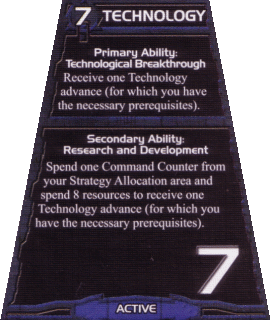 7 TECHNOLOGY
Primary Ability:
Technological Breakthrough
Receive one Technology
advance (for which you have
the necessary prerequisites).
Secondary Ability:
Research and Development
Spend one Command Counter from
your Strategy Allocation area and
spend 8 resources to receive one
Technology advance (for which you
have the necessary prerequisites).
7
ACTIVE